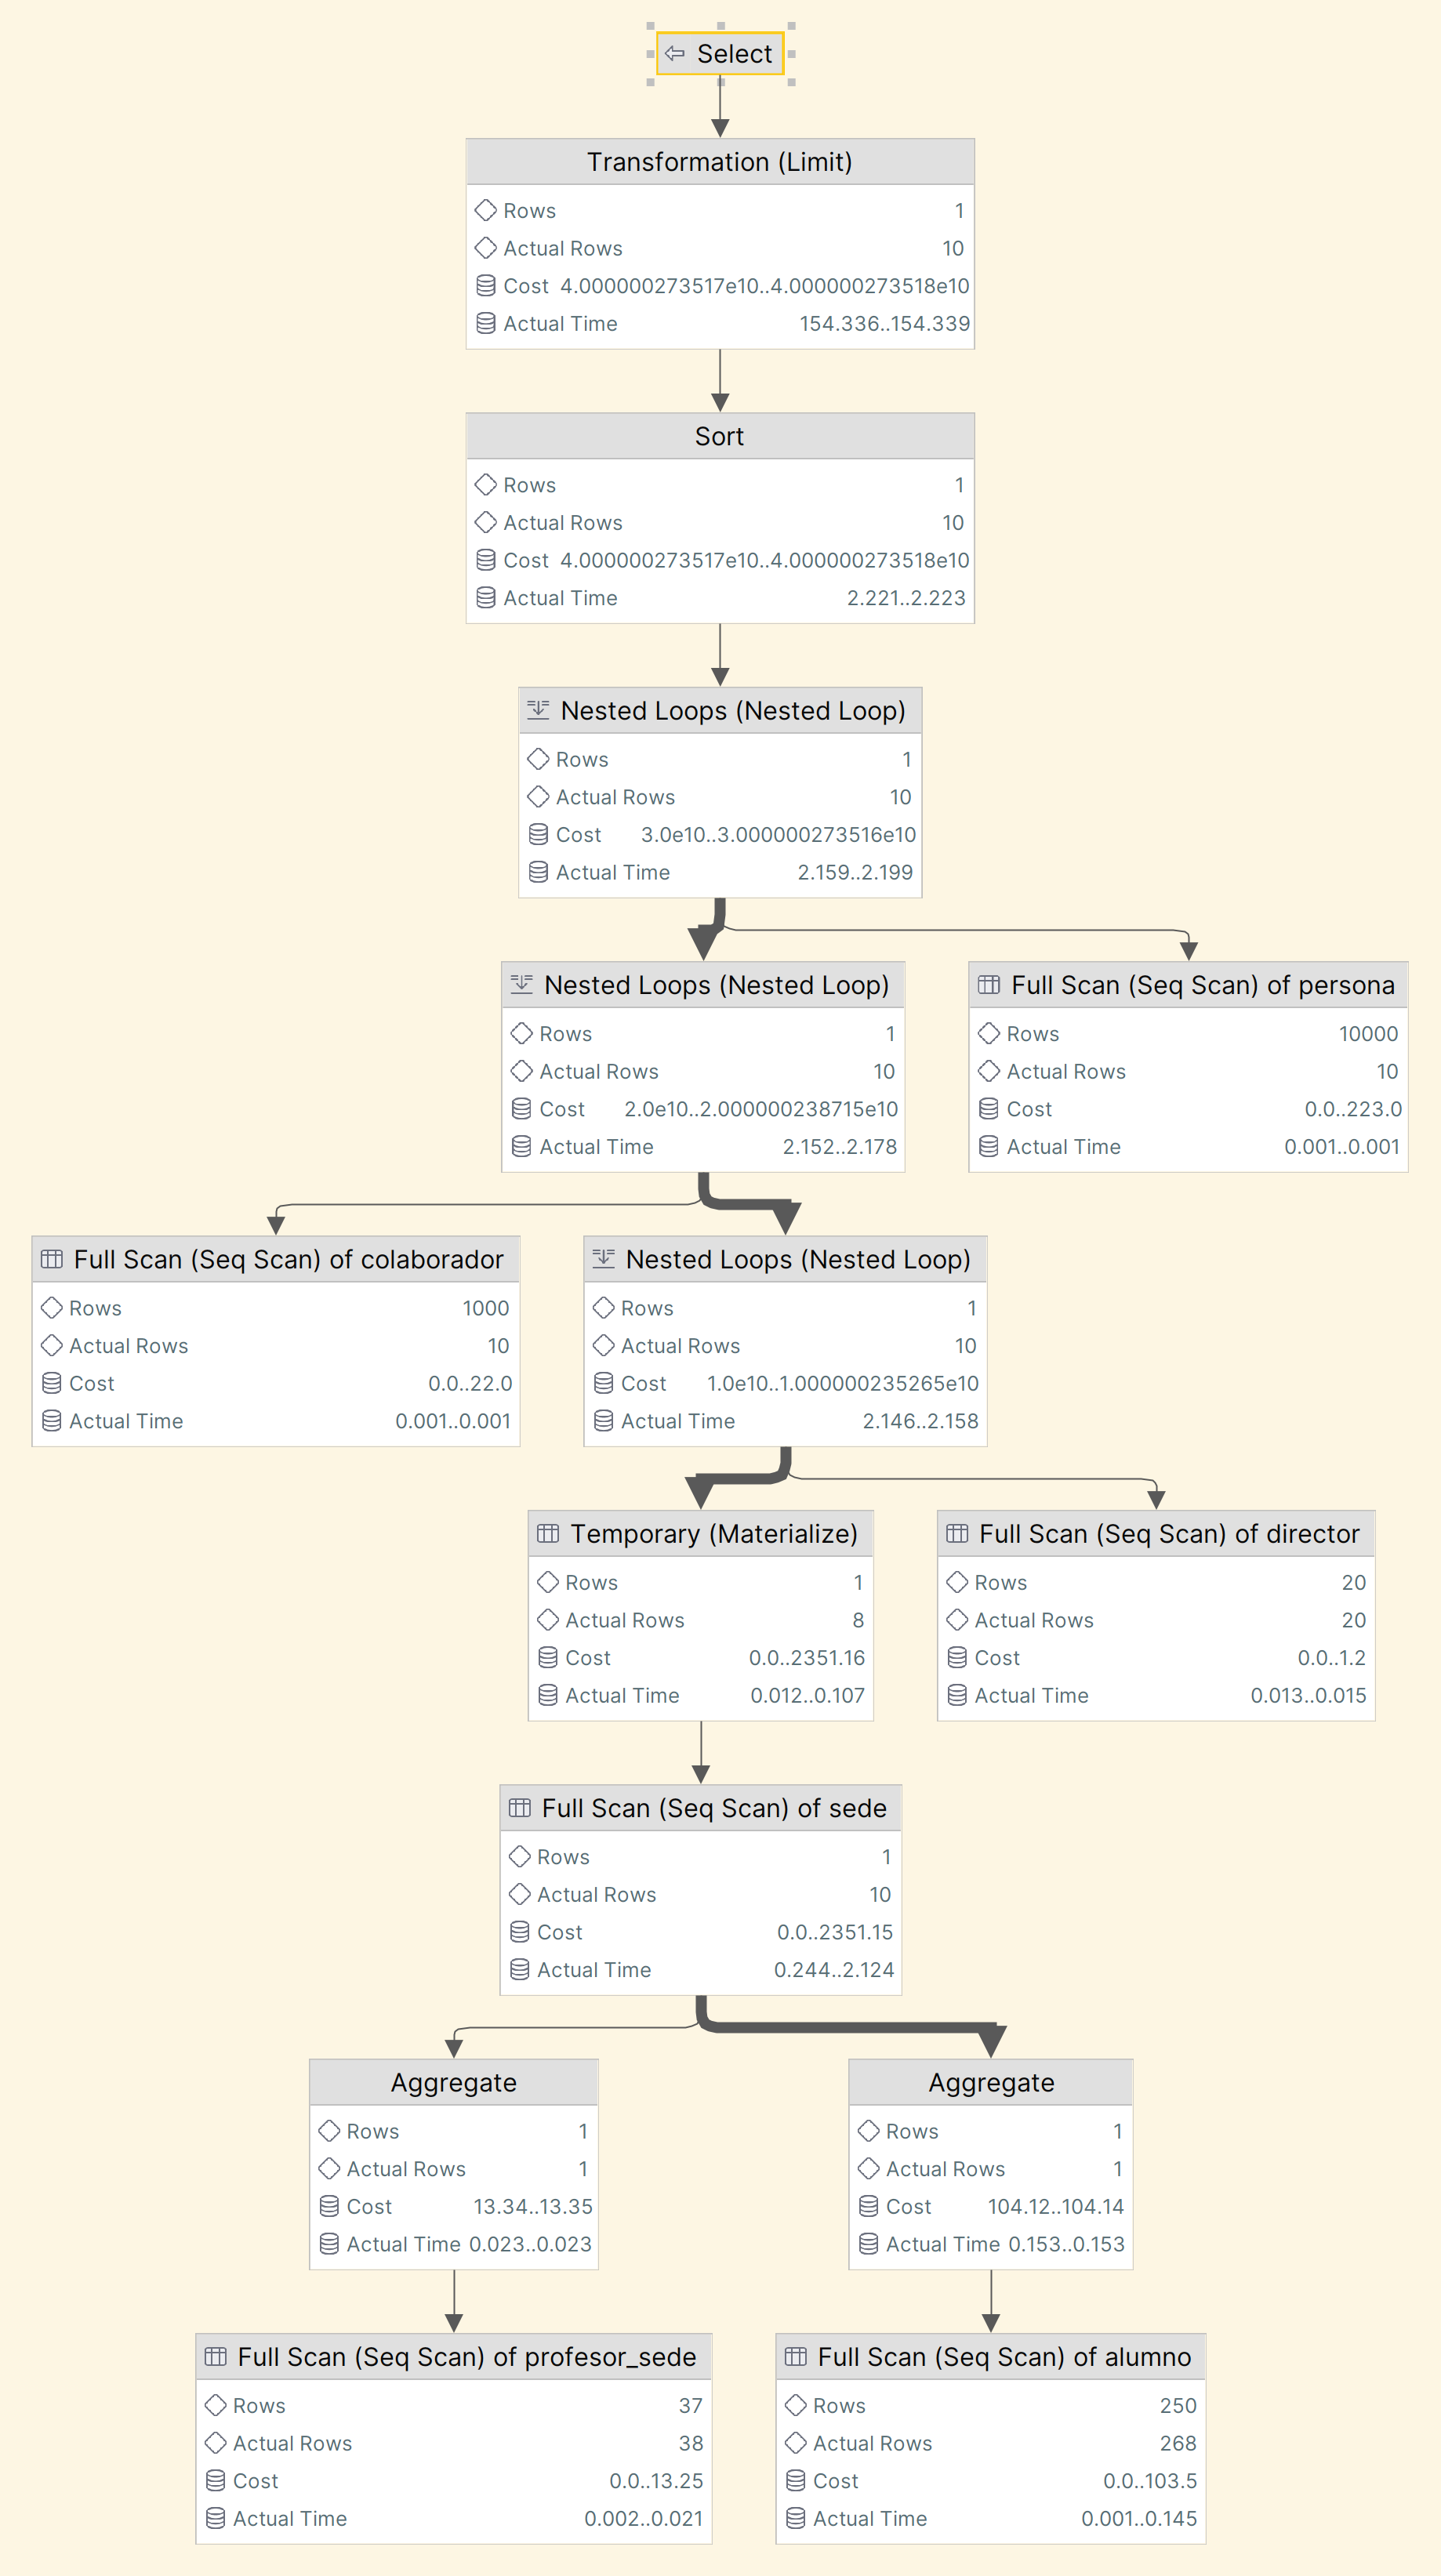 Select
Transformation (Limit)
Rows 1
Actual Rows 10
Cost 4.000000273517e10..4.000000273518e10
Actual Time 154.336..154.339
Sort
Rows 1
Actual Rows 10
Cost 4.000000273517e10..4.000000273518e10
Actual Time 2.221..2.223
Nested Loops (Nested Loop)
Rows 1
Actual Rows 10
Cost 3.0e10..3.000000273516e10
Actual Time 2.159..2.199
Nested Loops (Nested Loop)
Rows 1
Actual Rows 10
Cost 2.0e10..2.000000238715e10
Actual Time 2.152..2.178
Full Scan (Seq Scan) of persona
Rows 10000
Actual Rows 10
Cost 0.0..223.0
Actual Time 0.001..0.001
Full Scan (Seq Scan) of colaborador
Rows 1000
Actual Rows 10
Cost 0.0..22.0
Actual Time 0.001..0.001
Nested Loops (Nested Loop)
Rows 1
Actual Rows 10
Cost 1.0e10..1.000000235265e10
Actual Time 2.146..2.158
Temporary (Materialize)
Rows 1
Actual Rows 8
Cost 0.0..2351.16
Actual Time 0.012..0.107
Full Scan (Seq Scan) of director
Rows 20
Actual Rows 20
Cost 0.0..1.2
Actual Time 0.013..0.015
Full Scan (Seq Scan) of sede
Rows 1
Actual Rows 10
Cost 0.0..2351.15
Actual Time 0.244..2.124
Aggregate
Rows 1
Actual Rows 1
Cost 13.34..13.35
Actual Time 0.023..0.023
Aggregate
Rows 1
Actual Rows 1
Cost 104.12..104.14
Actual Time 0.153..0.153
Full Scan (Seq Scan) of profesor_sede
Rows 37
Actual Rows 38
Cost 0.0..13.25
Actual Time 0.002..0.021
Full Scan (Seq Scan) of alumno
Rows 250
Actual Rows 268
Cost 0.0..103.5
Actual Time 0.001..0.145